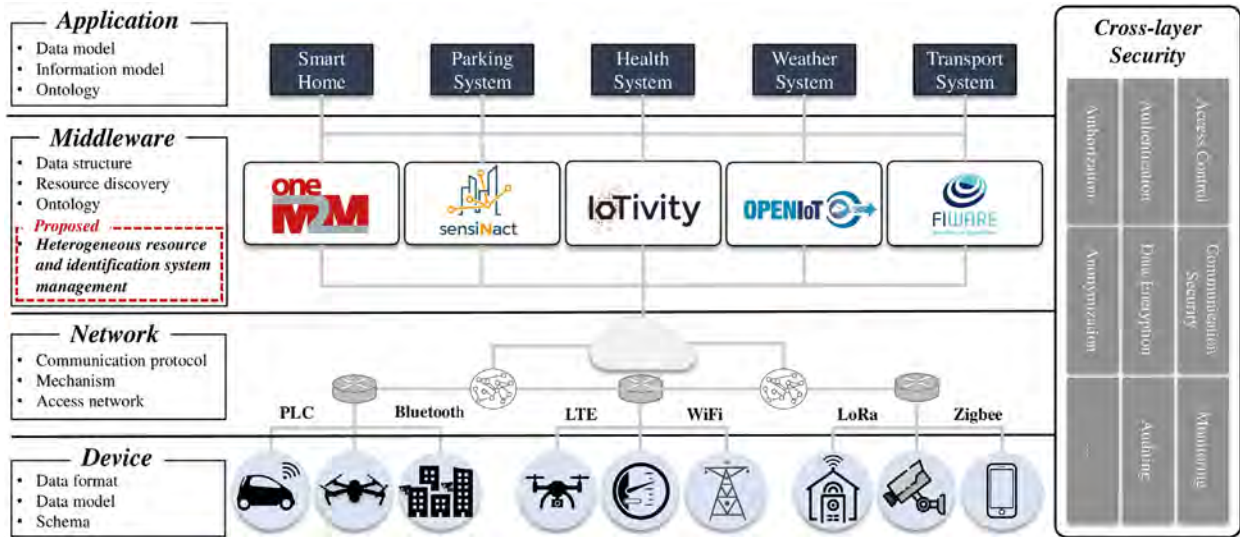 Application
• Data model
• Information model
• Ontology
Smart
Home
Parking
System
Health
System
Weather
System
Transport
System
Middleware
• Data structure
• Resource discovery
• Ontology
Proposed
• Heterogeneous resource
and identification system
management
one
M2M
sensiNact
IoTivity
OPENIoT
FIWARE
Network
• Communication protocol
• Mechanism
• Access network
PLC
Bluetooth
LTE
WiFi
LoRa
Zigbee
Device
• Data format
• Data model
• Schema
Cross-layer
Security
Authorization
Authentication
Access Control
Anonymization
Data Encryption
Communication
Security
...
Auditing
Monitoring